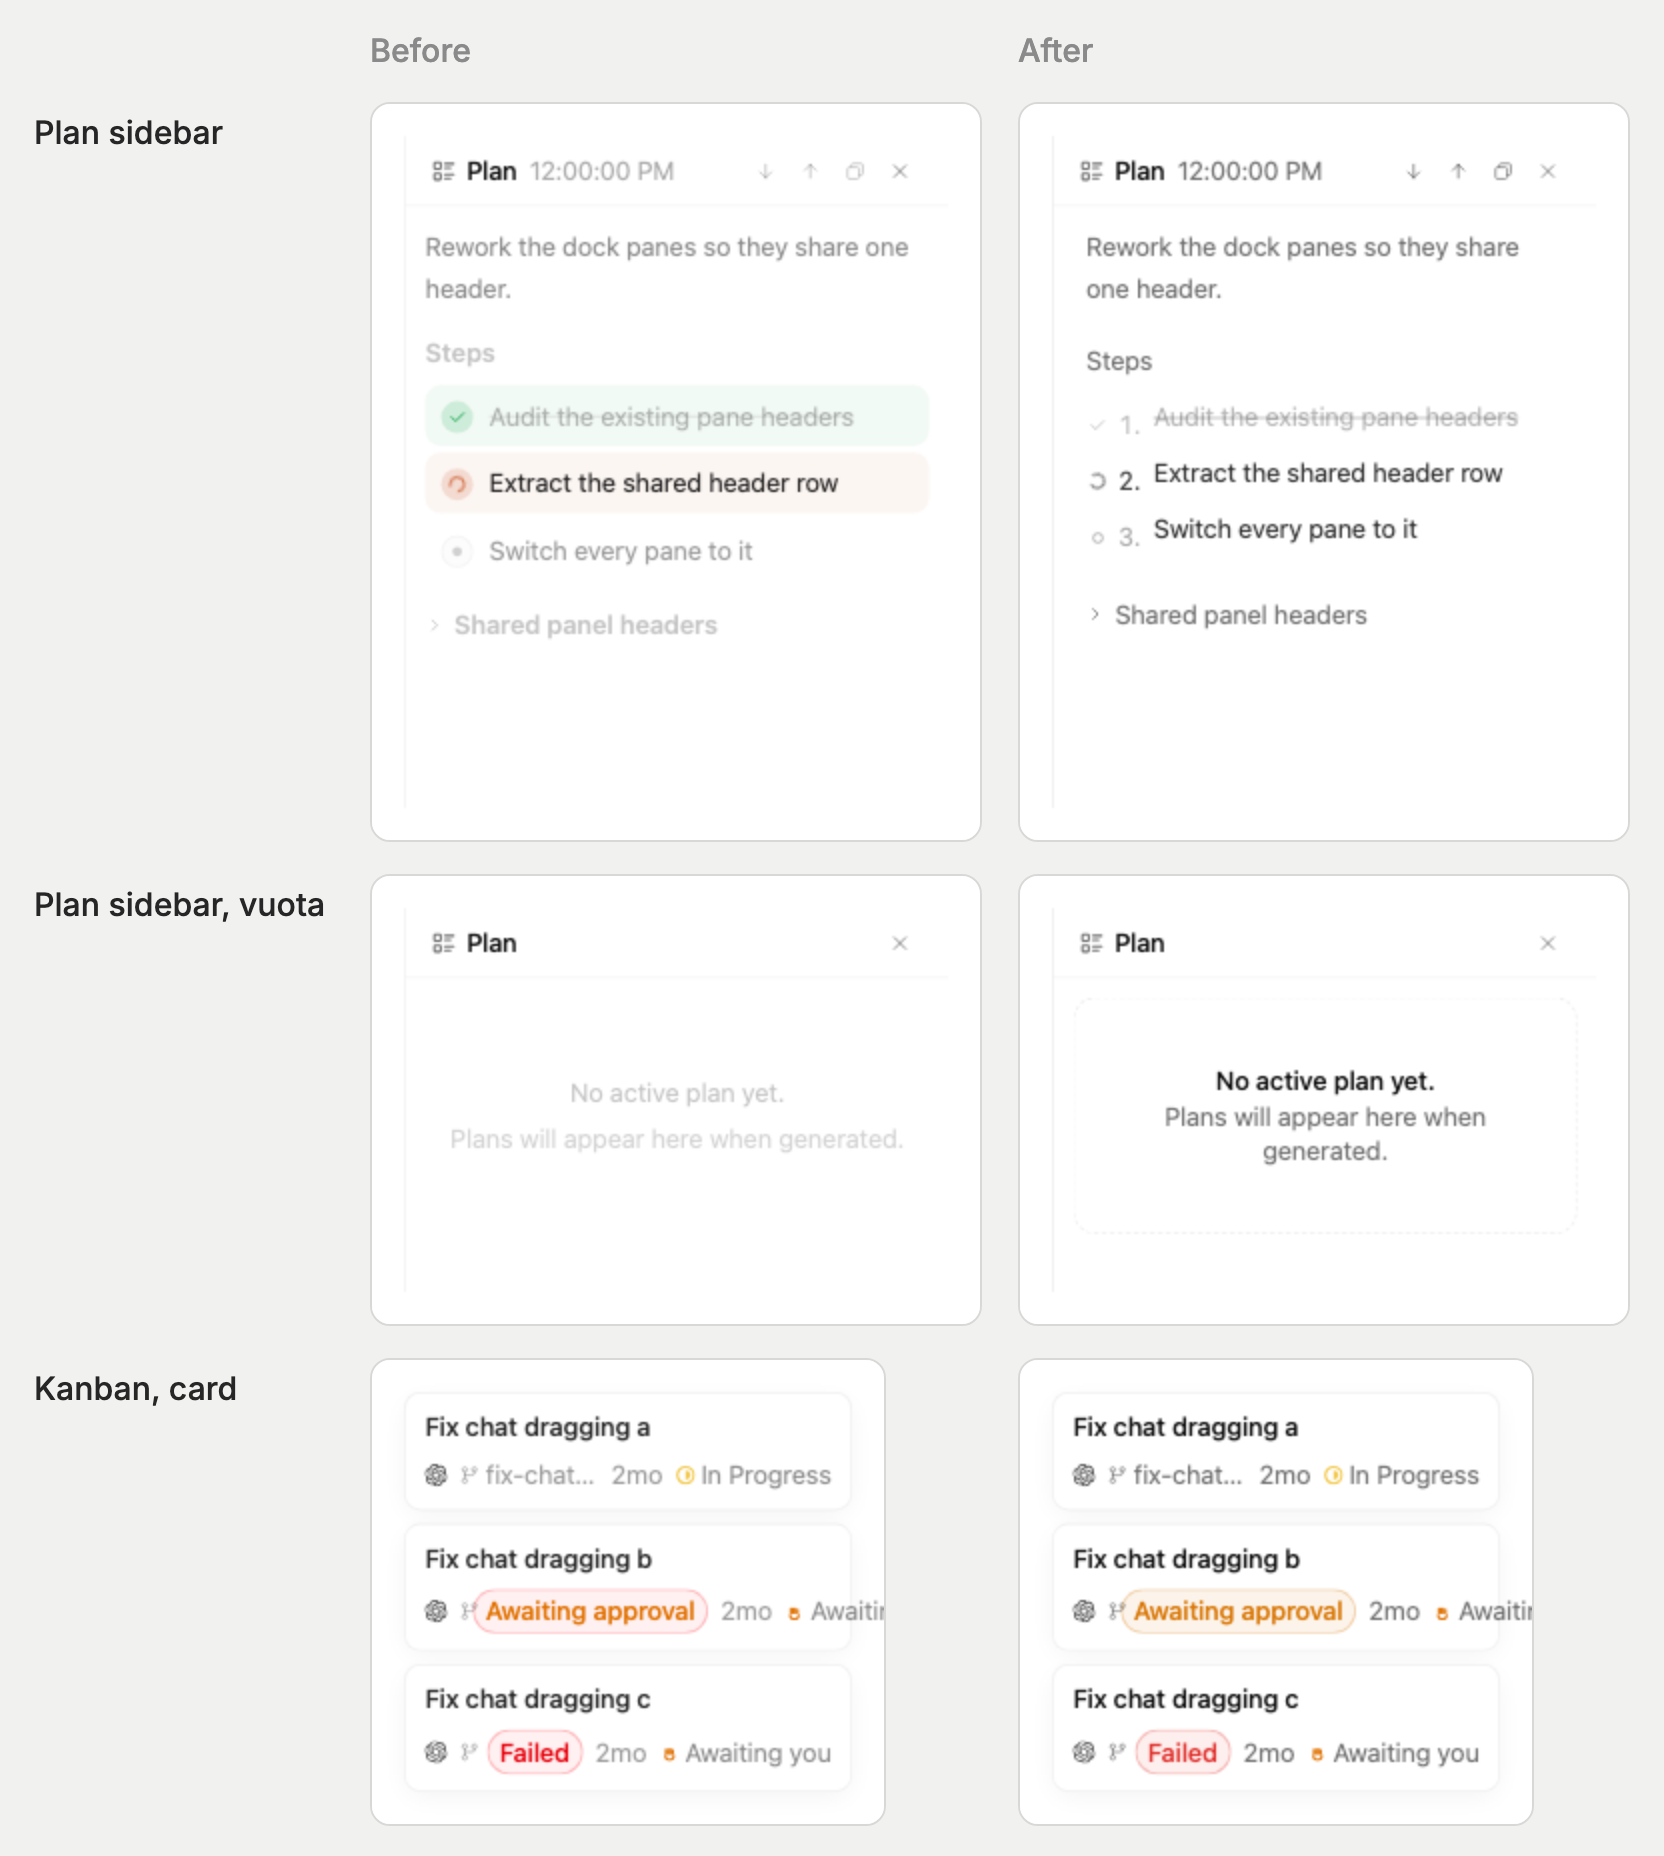 Before
After
Plan sidebar
Plan 12:00:00 PM
Rework the dock panes so they share one
header.
Steps
Audit the existing pane headers
Extract the shared header row
Switch every pane to it
Shared panel headers
Plan 12:00:00 PM
Rework the dock panes so they share
one header.
Steps
1. Audit the existing pane headers
2. Extract the shared header row
3. Switch every pane to it
Shared panel headers
Plan sidebar, vuota
Plan
No active plan yet.
Plans will appear here when generated.
Plan
No active plan yet.
Plans will appear here when
generated.
Kanban, card
Fix chat dragging a
fix-chat... 2mo In Progress
Fix chat dragging b
Awaiting approval 2mo Awaitin
Fix chat dragging c
Failed 2mo Awaiting you
Fix chat dragging a
fix-chat... 2mo In Progress
Fix chat dragging b
Awaiting approval 2mo Awaitin
Fix chat dragging c
Failed 2mo Awaiting you